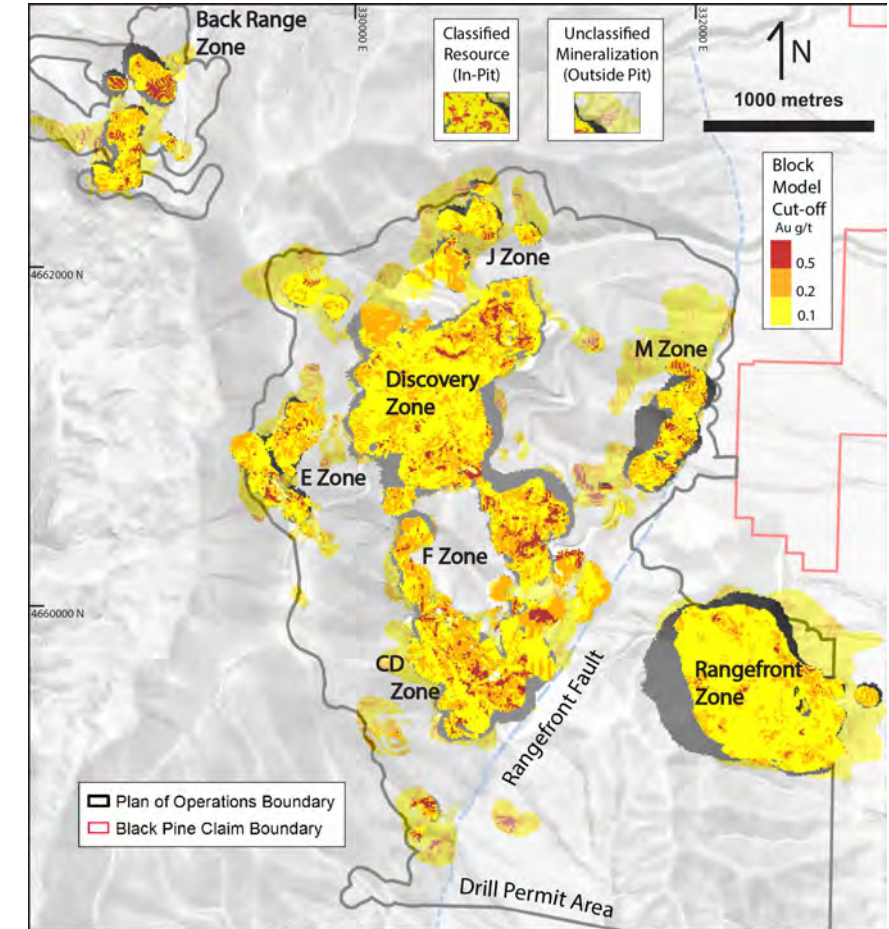 Back Range
Zone
330000 E
332000 E
Classified
Resource
(In-Pit)
Unclassified
Mineralization
(Outside Pit)
N
1000 metres
Block
Model
Cut-off
Au g/t
0.5
0.2
0.1
4662000 N
J Zone
M Zone
Discovery
Zone
E Zone
F Zone
4660000 N
CD
Zone
Rangefront
Zone
Rangefront Fault
Plan of Operations Boundary
Black Pine Claim Boundary
Drill Permit Area